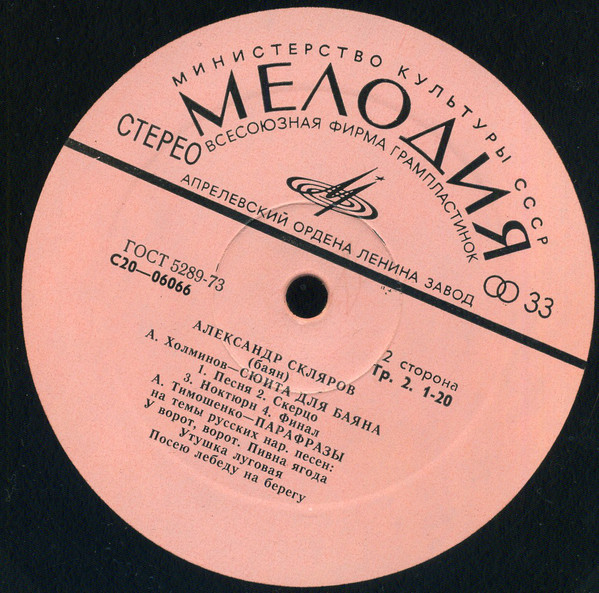 МИНИСТЕРСТВО КУЛЬТУРЫ СССР
МЕЛОДИЯ
ВСЕСОЮЗНАЯ ФИРМА ГРАМПЛАСТИНОК
СТЕРЕО
АПРЕЛЕВСКИЙ ОРДЕНА ЛЕНИНА ЗАВОД
33
ГОСТ 5289-73
С20—06066
2 сторона
Гр. 2. 1-20
АЛЕКСАНДР СКЛЯРОВ
(баян)
А. Холминов—СЮИТА ДЛЯ БАЯНА
1. Песня 2. Скерцо
3. Ноктюрн 4. Финал
А. Тимошенко—ПАРАФРАЗЫ
на темы русских нар. песен:
У ворот, ворот. Пивна ягода
Утушка луговая
Посею лебеду на берегу